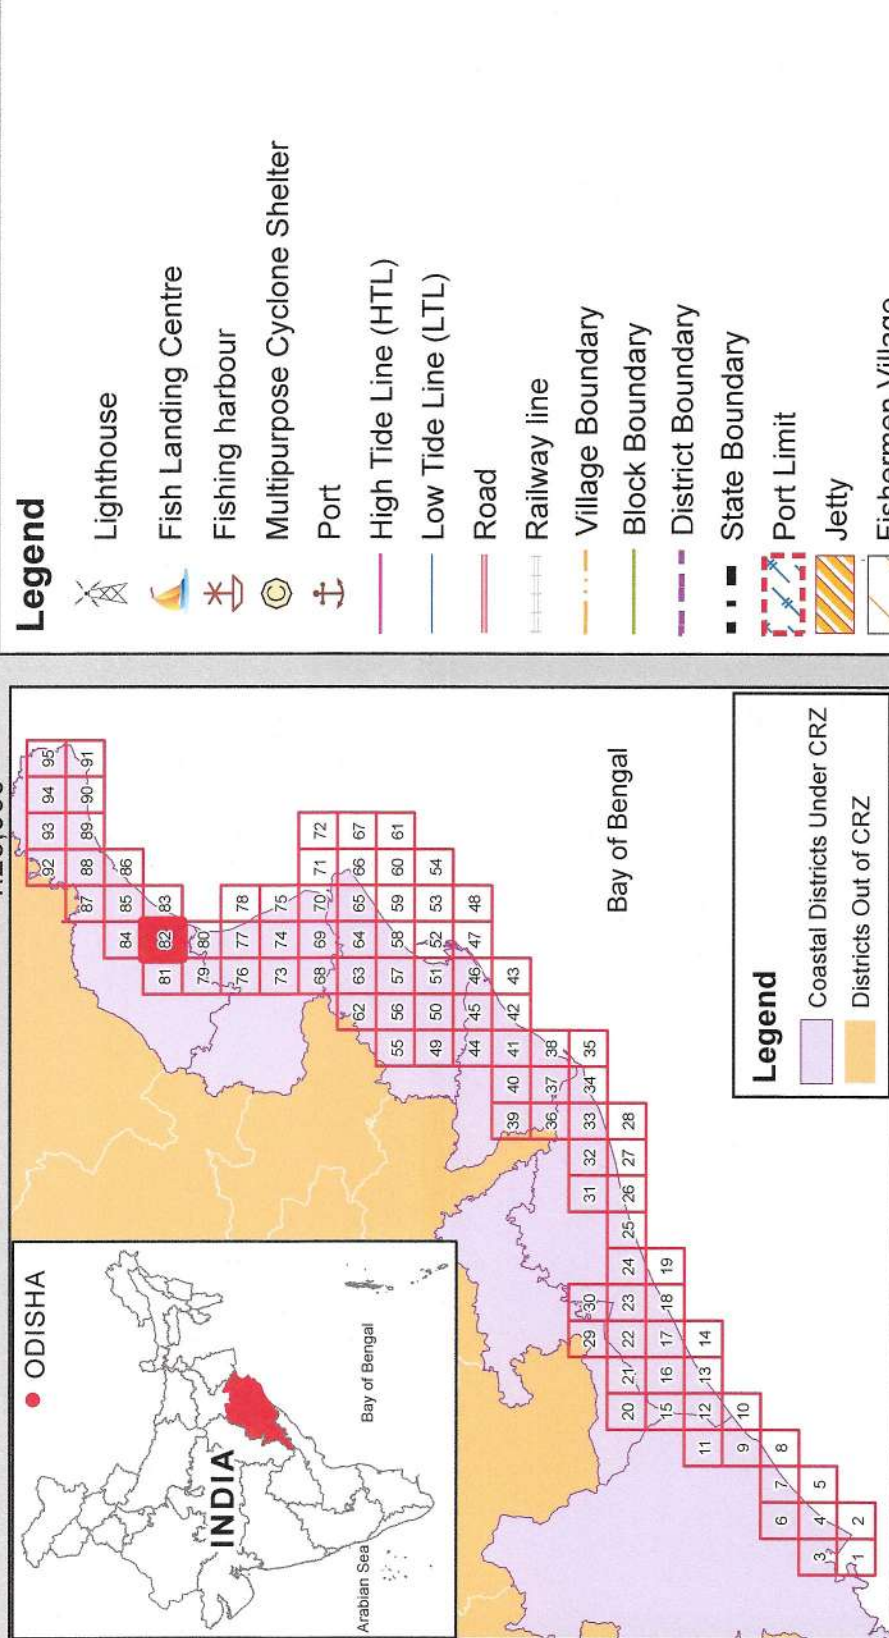 ODISHA
INDIA
Arabian Sea
Bay of Bengal
92 93 94 95
87 88 89 90 91
84 85 86
81 82 83
79 80
76 77 78
73 74 75
68 69 70 71 72
62 63 64 65 66 67
55 56 57 58 59 60 61
49 50 51 52 53 54
44 45 46 47 48
39 40 41 42 43
36 37 38
29 30 31 32 33 34 35
20 21 22 23 24 25 26 27 28
15 16 17 18 19
11 12 13 14
9 10
6 7 8
3 4 5
1 2
Bay of Bengal
Legend
Coastal Districts Under CRZ
Districts Out of CRZ
Legend
Lighthouse
Fish Landing Centre
Fishing harbour
C Multipurpose Cyclone Shelter
Port
High Tide Line (HTL)
Low Tide Line (LTL)
Road
Railway line
Village Boundary
Block Boundary
District Boundary
State Boundary
Port Limit
Jetty
Fishermen Village